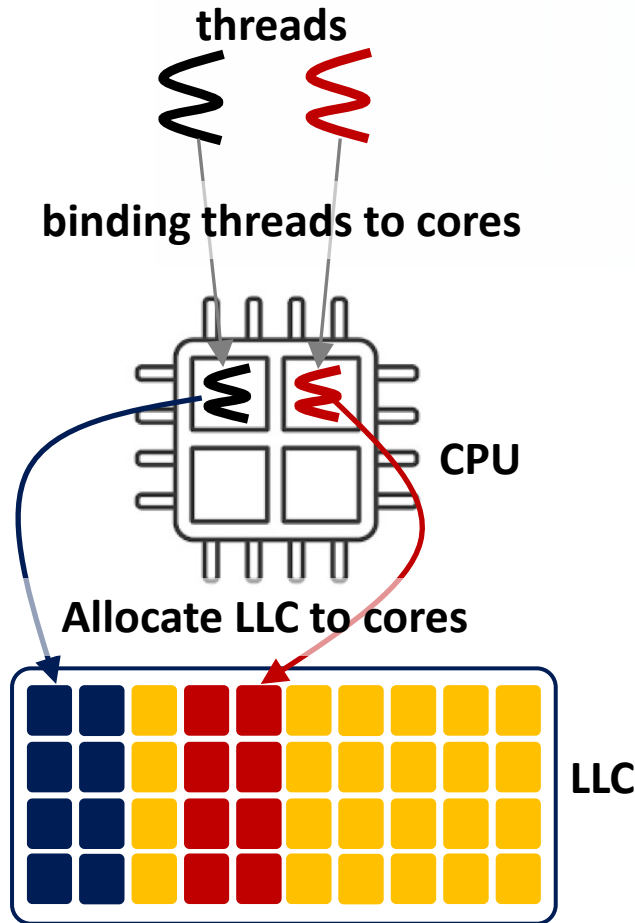 threads
binding threads to cores
CPU
Allocate LLC to cores
LLC